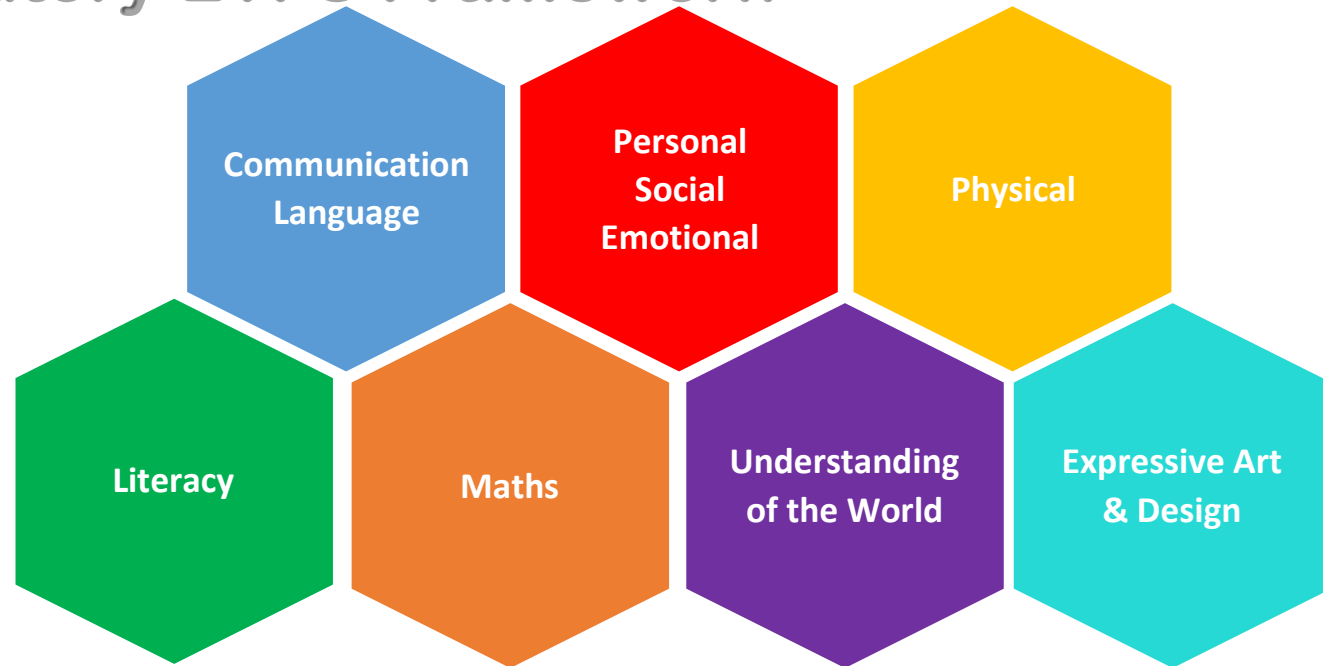 Communication
Language
Personal
Social
Emotional
Physical
Literacy
Maths
Understanding
of the World
Expressive Art
& Design